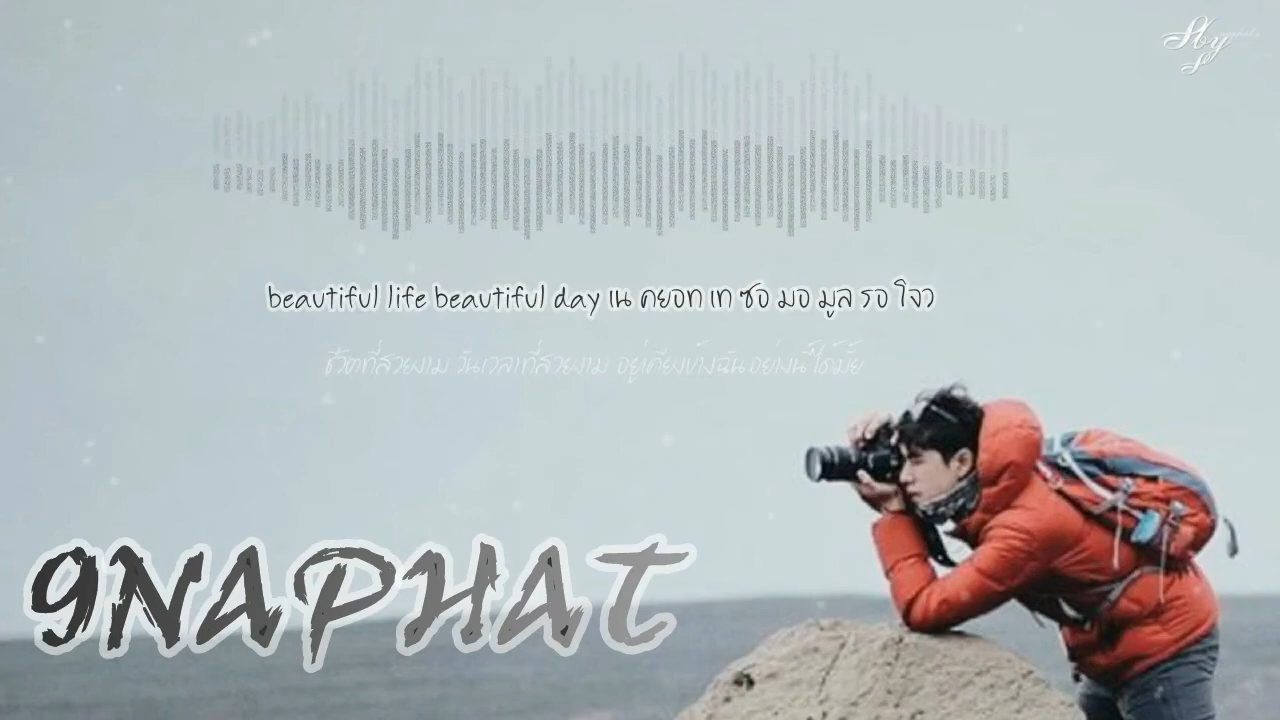 beautiful life beautiful day เน คยอท เท ซอ มอ มูล รอ โจว
ชีวิตที่สวยงาม วันเวลาที่สวยงาม อยู่เคียงข้างฉันอย่างนี้ได้มั้ย
9NAPHAT